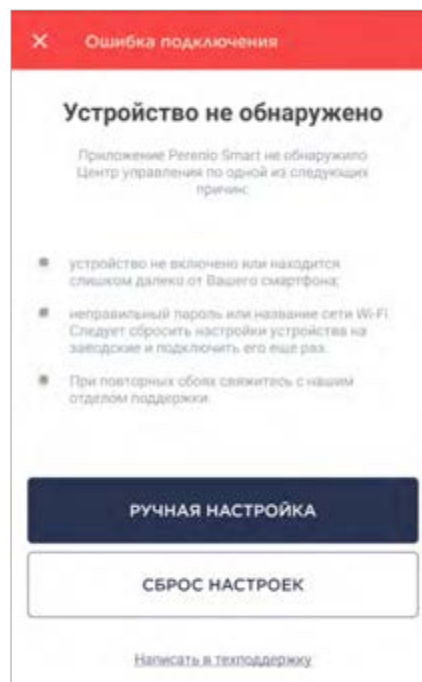 Ошибка подключения
Устройство не обнаружено
Приложение Perenio Smart не обнаружило
Центр управления по одной из следующих
причин:
устройство не включено или находится
слишком далеко от Вашего смартфона;
неправильный пароль или название сети Wi-Fi.
Следует сбросить настройки устройства на
заводские и подключить его еще раз.
При повторных сбоях свяжитесь с нашим
отделом поддержки.
РУЧНАЯ НАСТРОЙКА
СБРОС НАСТРОЕК
Написать в техподдержку